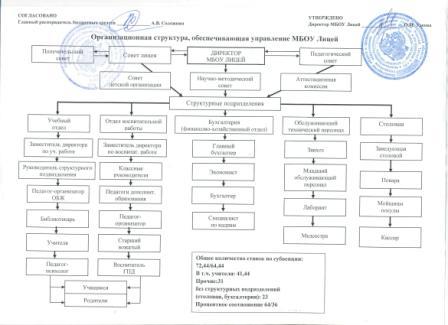 СОГЛАСОВАНО
Главный распорядитель бюджетных средств
УТВЕРЖДЕНО
Директор МБОУ Лицей
Организационная структура, обеспечивающая управление МБОУ Лицей
Попечительский
совет
Совет лицея
ДИРЕКТОР
МБОУ ЛИЦЕЙ
Педагогический
совет
Совет
детской организации
Научно-методический
совет
Аттестационная
комиссия
Структурные подразделения
Учебный
отдел
Отдел воспитательной
работы
Бухгалтерия
(финансово-хозяйственный отдел)
Обслуживающий
технический персонал
Столовая
Заместитель директора
по уч. работе
Заместитель директора
по воспитат. работе
Главный
бухгалтер
Завхоз
Заведующая
столовой
Руководитель структурного
подразделения
Классные
руководители
Экономист
Младший
обслуживающий
персонал
Повара
Педагог-организатор
ОБЖ
Педагоги дополнит.
образования
Бухгалтер
Лаборант
Мойщица
посуды
Библиотекарь
Педагог-
организатор
Специалист
по кадрам
Медсестра
Кассир
Учителя
Старший
вожатый
Педагог-
психолог
Воспитатель
ГПД
Учащиеся
Родители
Общее количество ставок по субвенции:
72,44/64,44
В т.ч. учителя: 41,44
Прочие:31
без структурных подразделений
(столовая, бухгалтерия): 23
Процентное соотношение 64/36